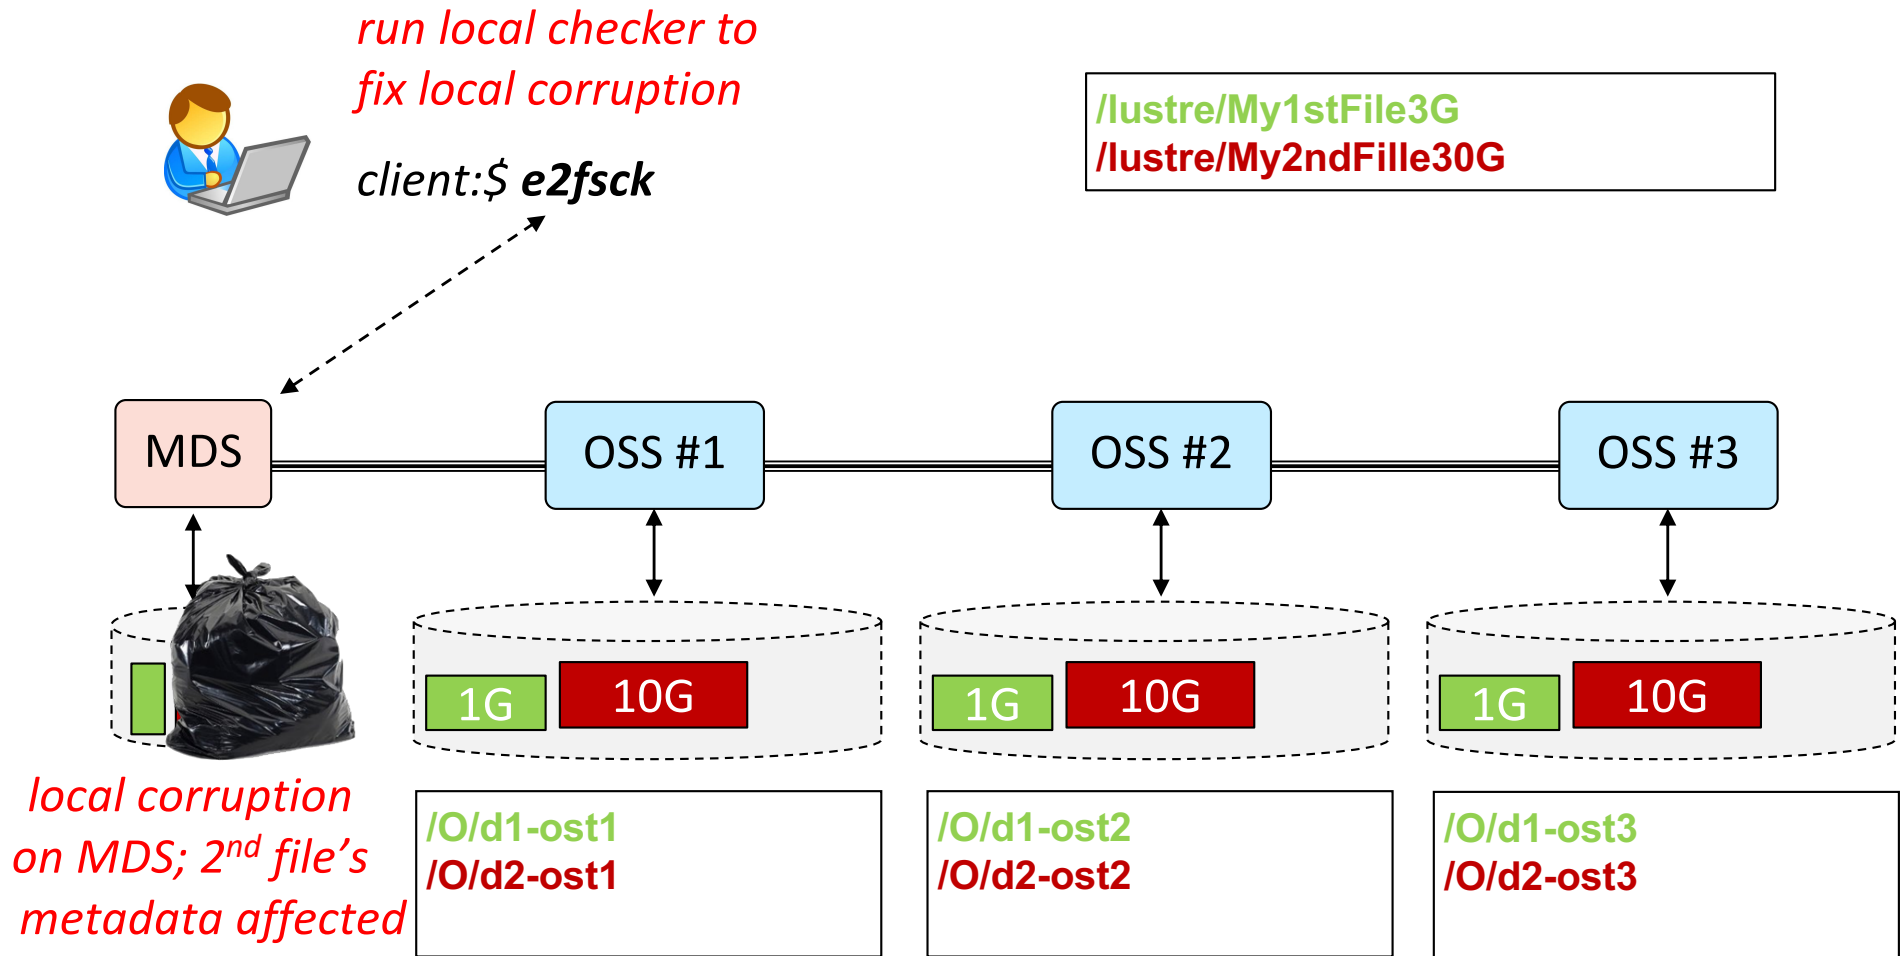 run local checker to
fix local corruption
client:$ e2fsck
/lustre/My1stFile3G
/lustre/My2ndFille30G
MDS
OSS #1
OSS #2
OSS #3
1G
10G
1G
10G
1G
10G
local corruption
on MDS; 2nd file's
metadata affected
/O/d1-ost1
/O/d2-ost1
/O/d1-ost2
/O/d2-ost2
/O/d1-ost3
/O/d2-ost3